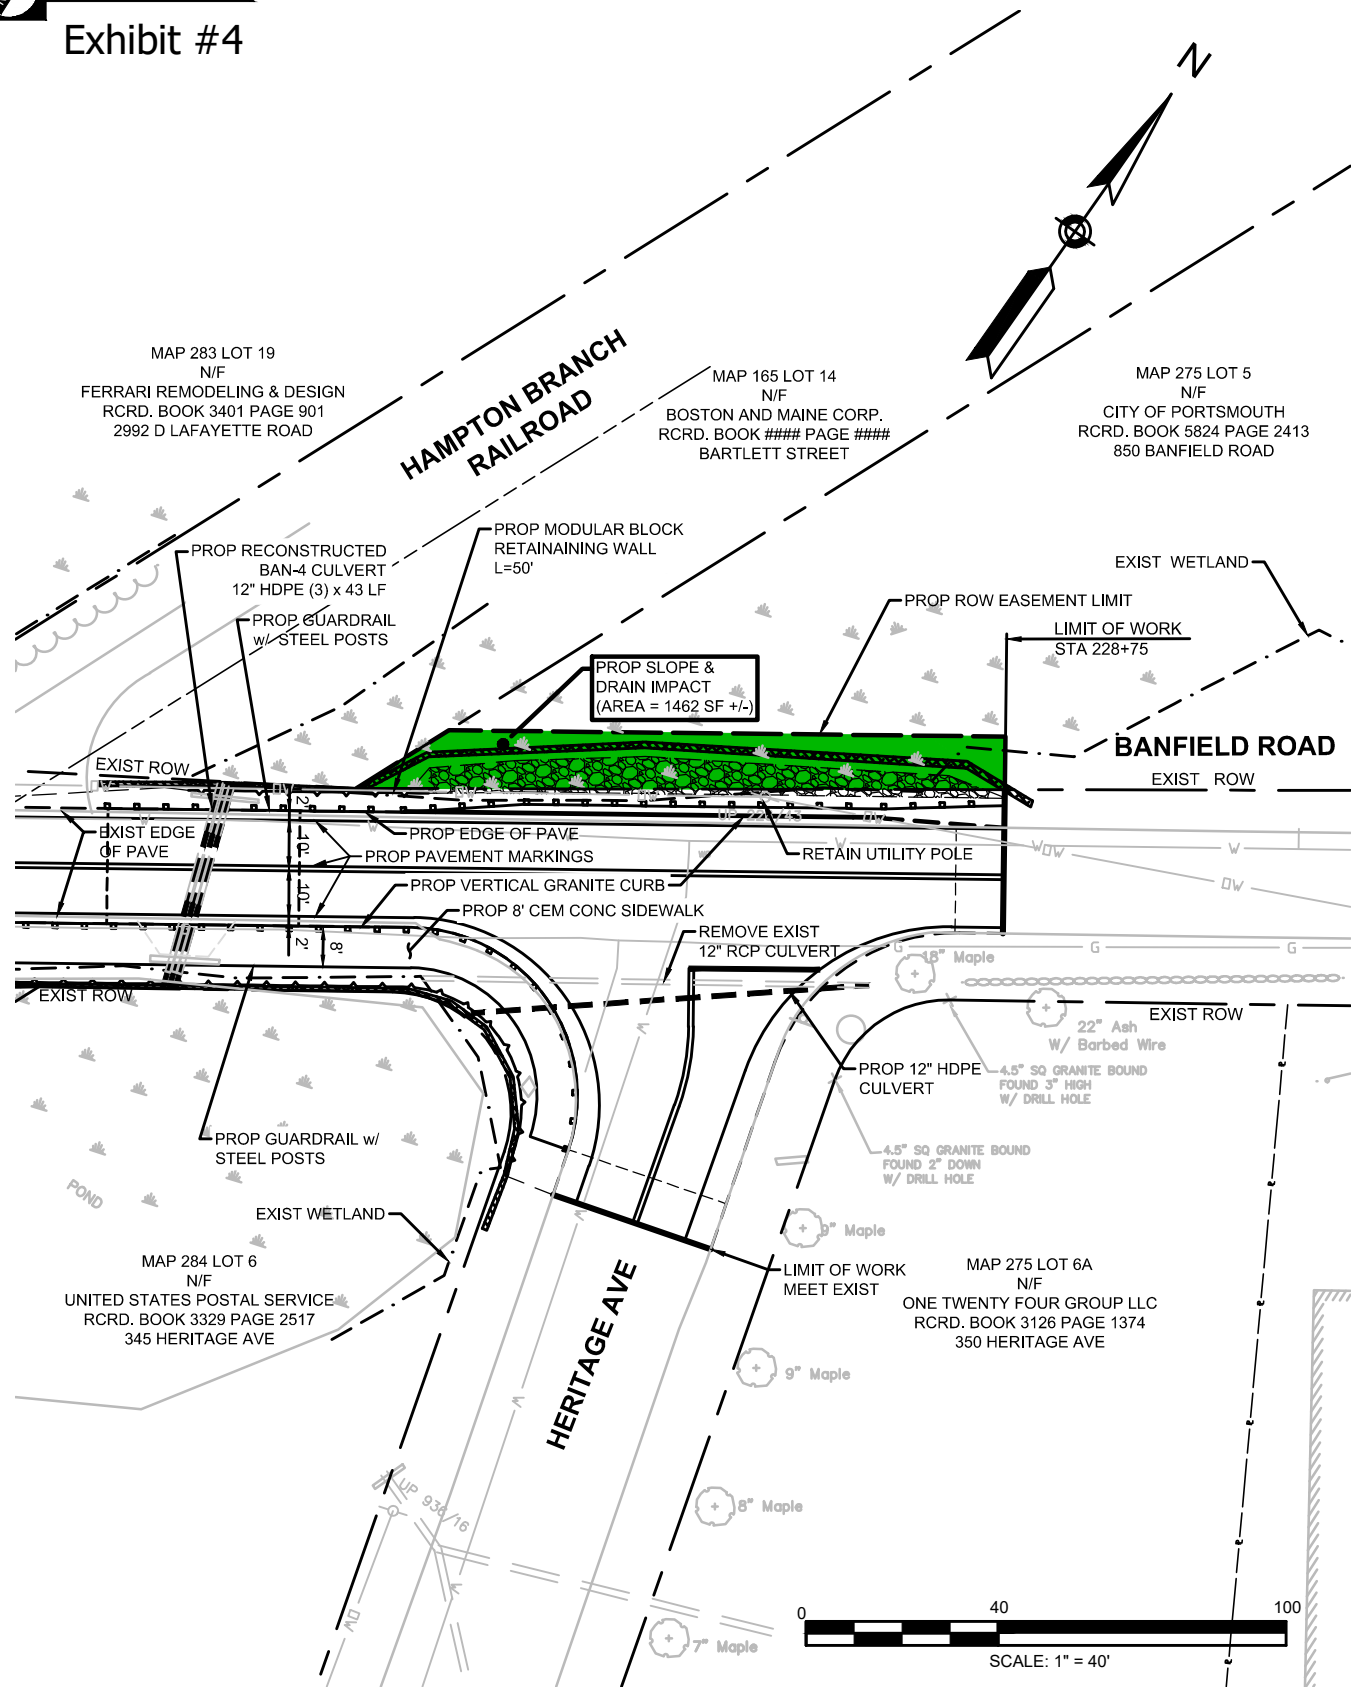 Exhibit #4
N
MAP 283 LOT 19
N/F
FERRARI REMODELING & DESIGN
RCRD. BOOK 3401 PAGE 901
2992 D LAFAYETTE ROAD
HAMPTON BRANCH
RAILROAD
MAP 165 LOT 14
N/F
BOSTON AND MAINE CORP.
RCRD. BOOK #### PAGE ####
BARTLETT STREET
MAP 275 LOT 5
N/F
CITY OF PORTSMOUTH
RCRD. BOOK 5824 PAGE 2413
850 BANFIELD ROAD
PROP RECONSTRUCTED
BAN-4 CULVERT
12" HDPE (3) x 43 LF
PROP MODULAR BLOCK
RETAINAINING WALL
L=50'
PROP GUARDRAIL
w/ STEEL POSTS
EXIST WETLAND
PROP ROW EASEMENT LIMIT
LIMIT OF WORK
STA 228+75
PROP SLOPE &
DRAIN IMPACT
(AREA = 1462 SF +/-)
BANFIELD ROAD
EXIST ROW
EXIST ROW
EXIST EDGE
OF PAVE
2'
10'
10'
2'
8'
PROP EDGE OF PAVE
PROP PAVEMENT MARKINGS
RETAIN UTILITY POLE
PROP VERTICAL GRANITE CURB
PROP 8' CEM CONC SIDEWALK
REMOVE EXIST
12" RCP CULVERT
W
W
W
OW
OW
OW
G
G
G
18" Maple
EXIST ROW
EXIST ROW
22" Ash
W/ Barbed Wire
PROP 12" HDPE
CULVERT
4.5" SQ GRANITE BOUND
FOUND 3" HIGH
W/ DRILL HOLE
4.5" SQ GRANITE BOUND
FOUND 2" DOWN
W/ DRILL HOLE
PROP GUARDRAIL w/
STEEL POSTS
POND
EXIST WETLAND
9" Maple
MAP 284 LOT 6
N/F
UNITED STATES POSTAL SERVICE
RCRD. BOOK 3329 PAGE 2517
345 HERITAGE AVE
LIMIT OF WORK
MEET EXIST
MAP 275 LOT 6A
N/F
ONE TWENTY FOUR GROUP LLC
RCRD. BOOK 3126 PAGE 1374
350 HERITAGE AVE
HERITAGE AVE
9" Maple
UP 936/16
8" Maple
OW
7" Maple
0 40 100
SCALE: 1" = 40'